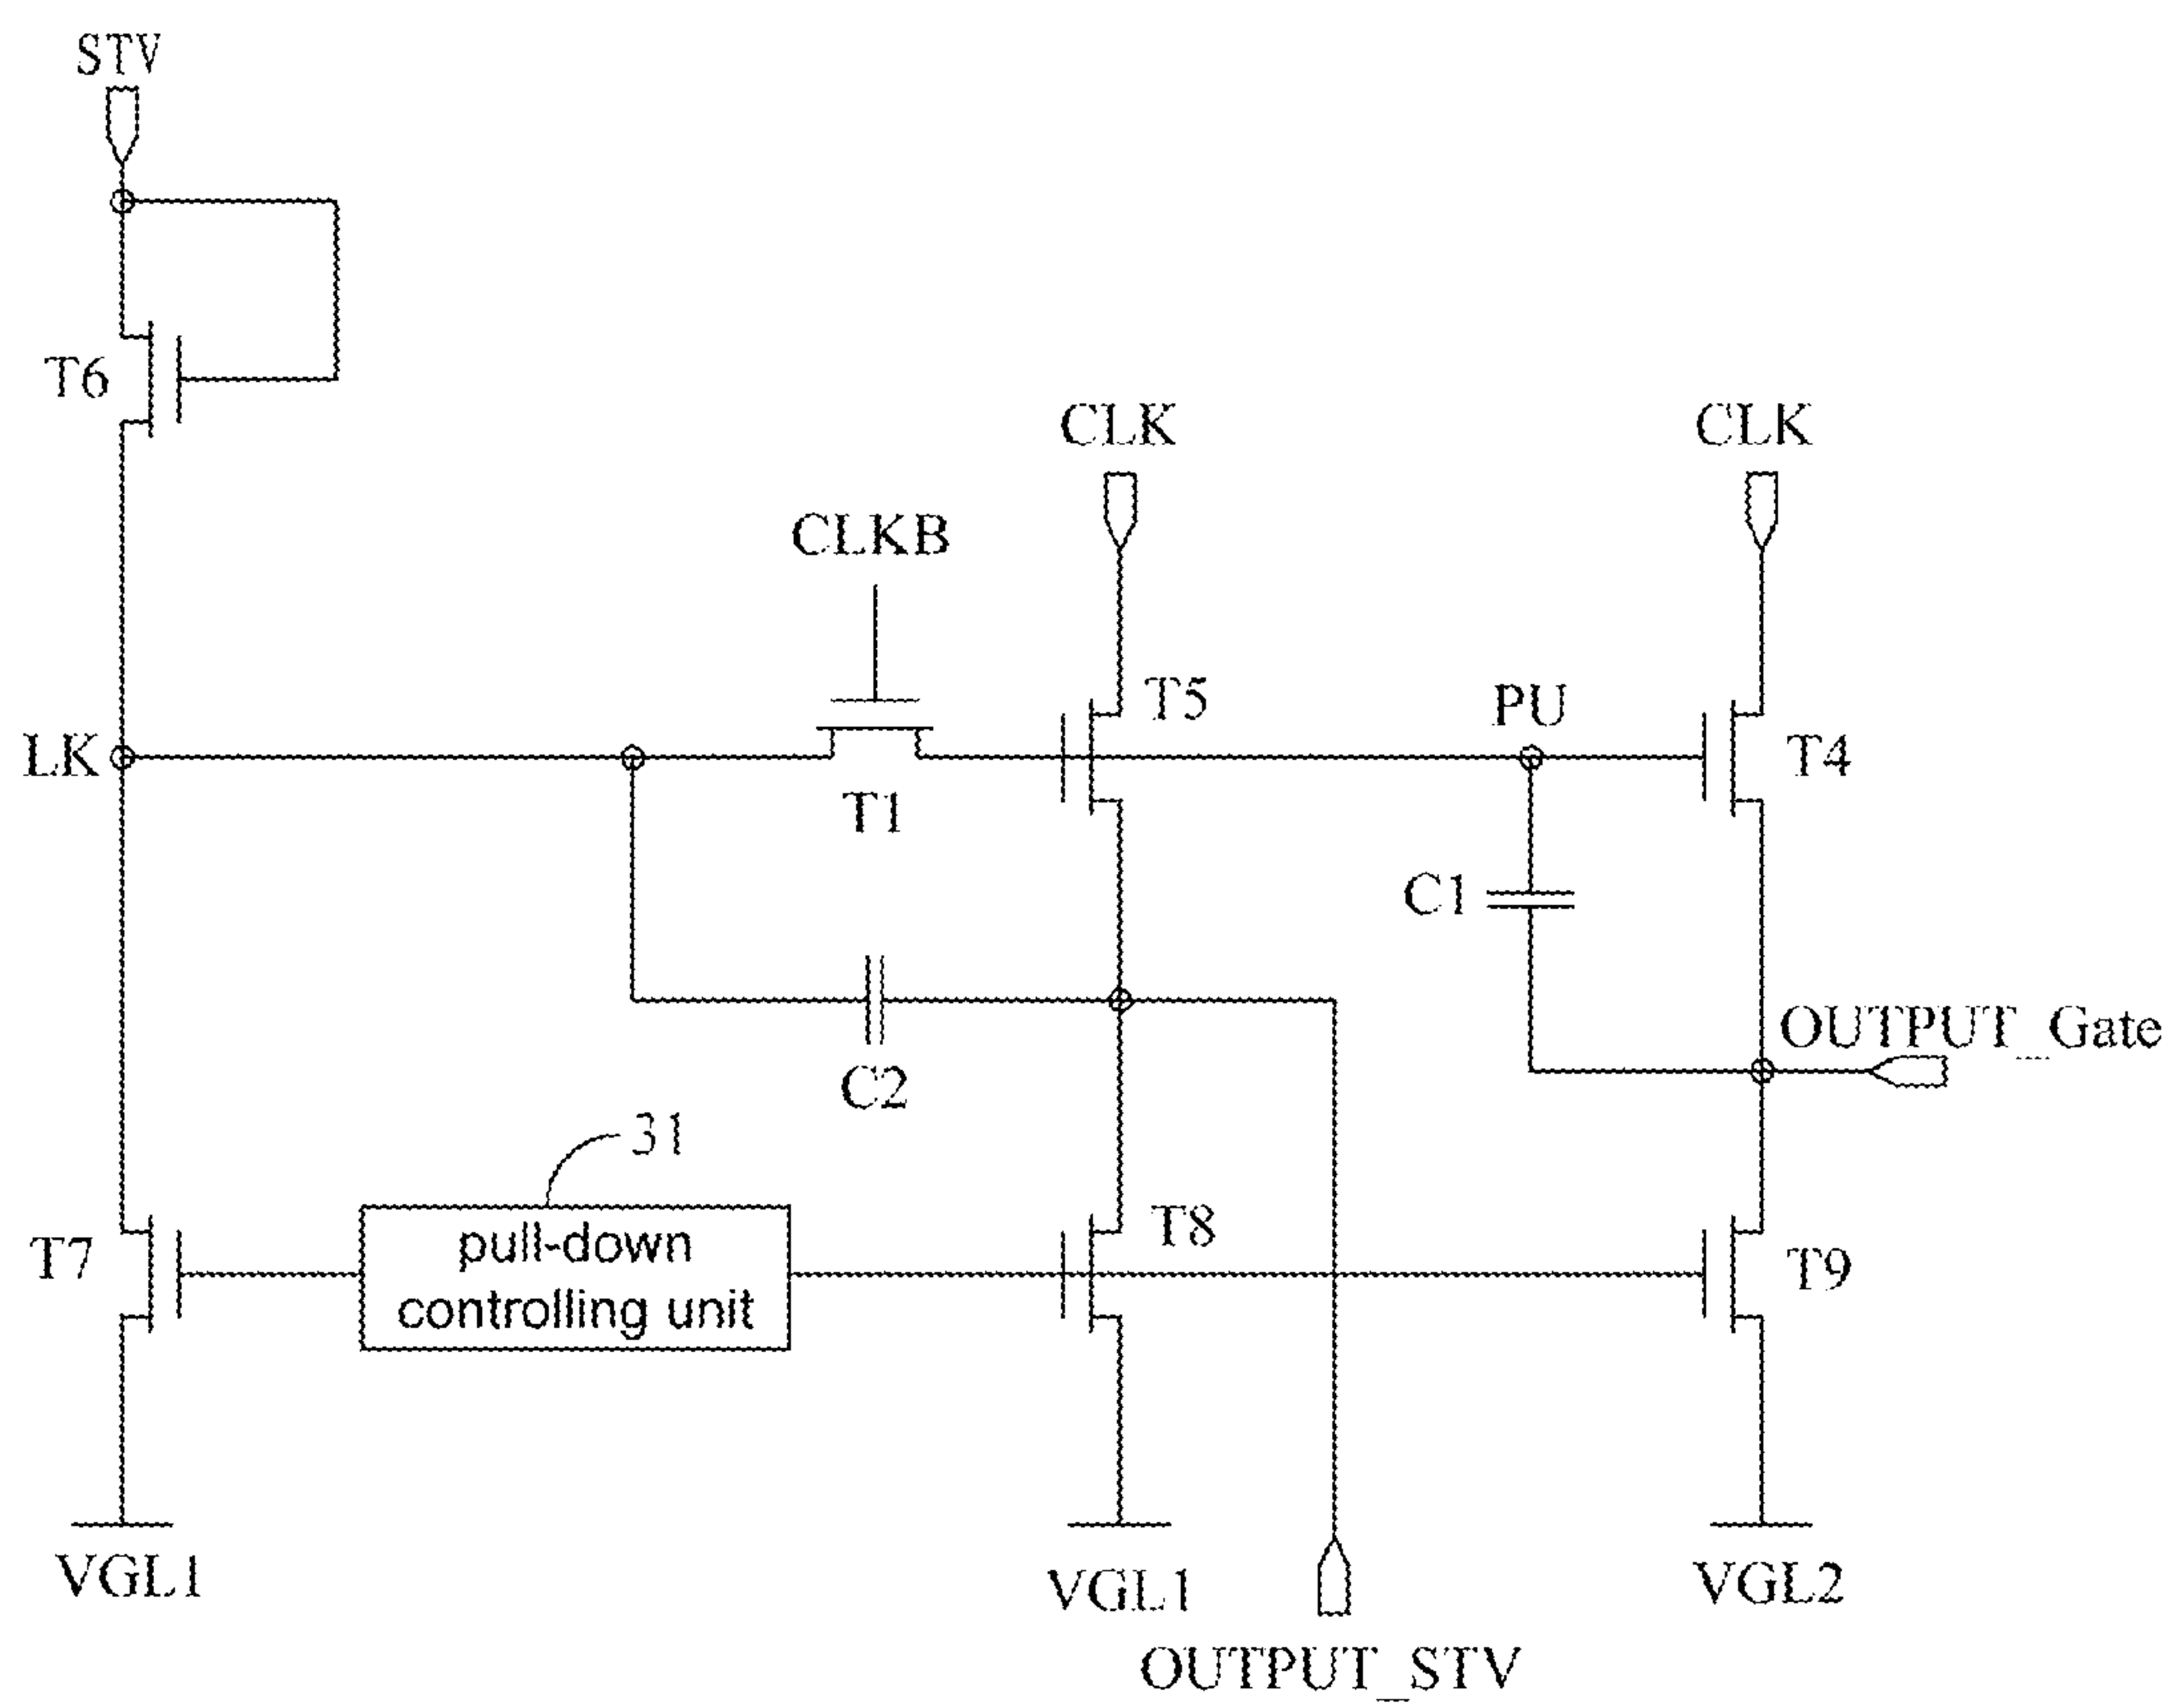 STV
T6
CLK
CLK
CLKB
T5
PU
LK
T4
T1
C1
OUTPUT_Gate
C2
31
T8
pull-down
controlling unit
T7
T9
VGL1
VGL1
VGL2
OUTPUT_STV